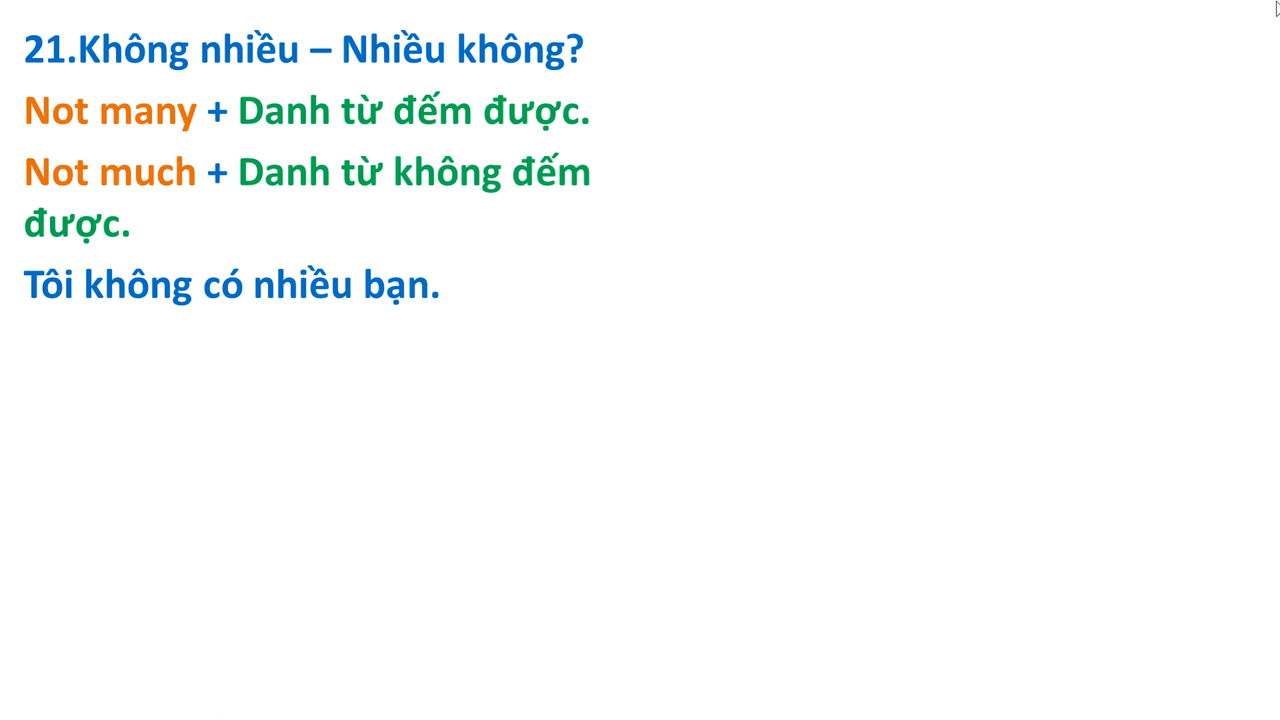 21.Không nhiều – Nhiều không?
Not many + Danh từ đếm được.
Not much + Danh từ không đếm
được.
Tôi không có nhiều bạn.